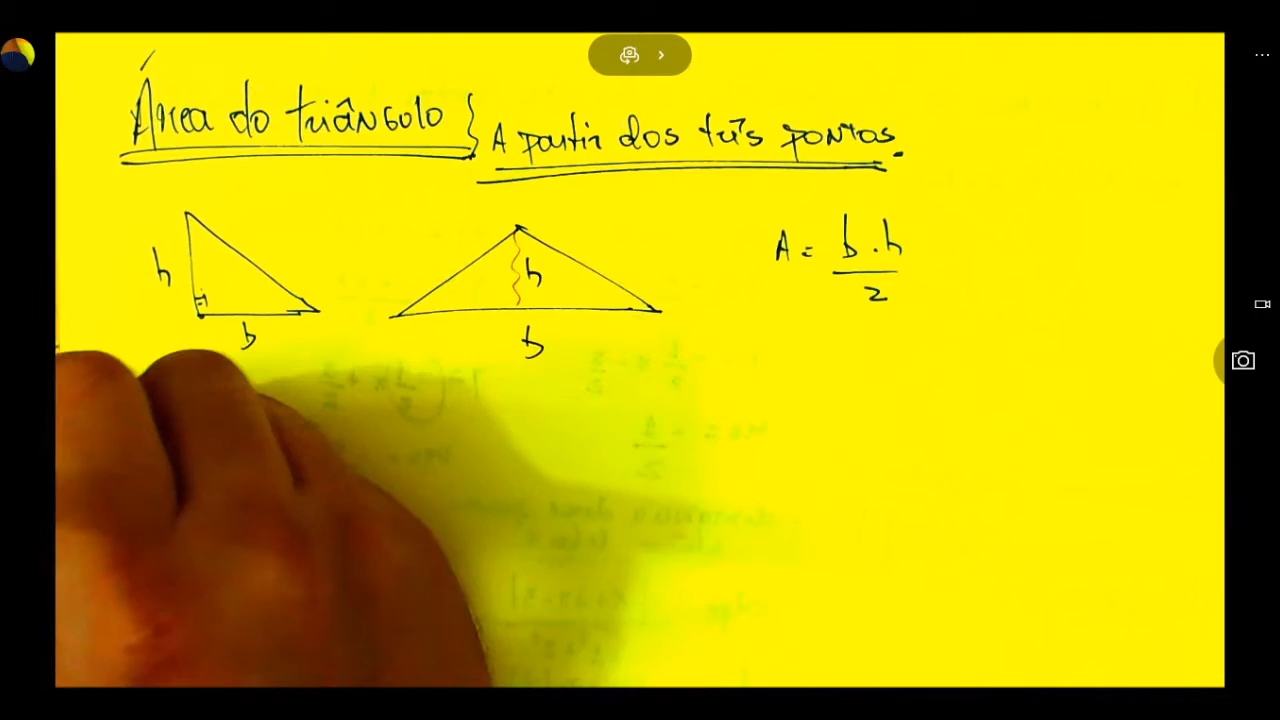 Área do triângulo } A partir dos três pontos.
h
b
h
b
A = b . h
2